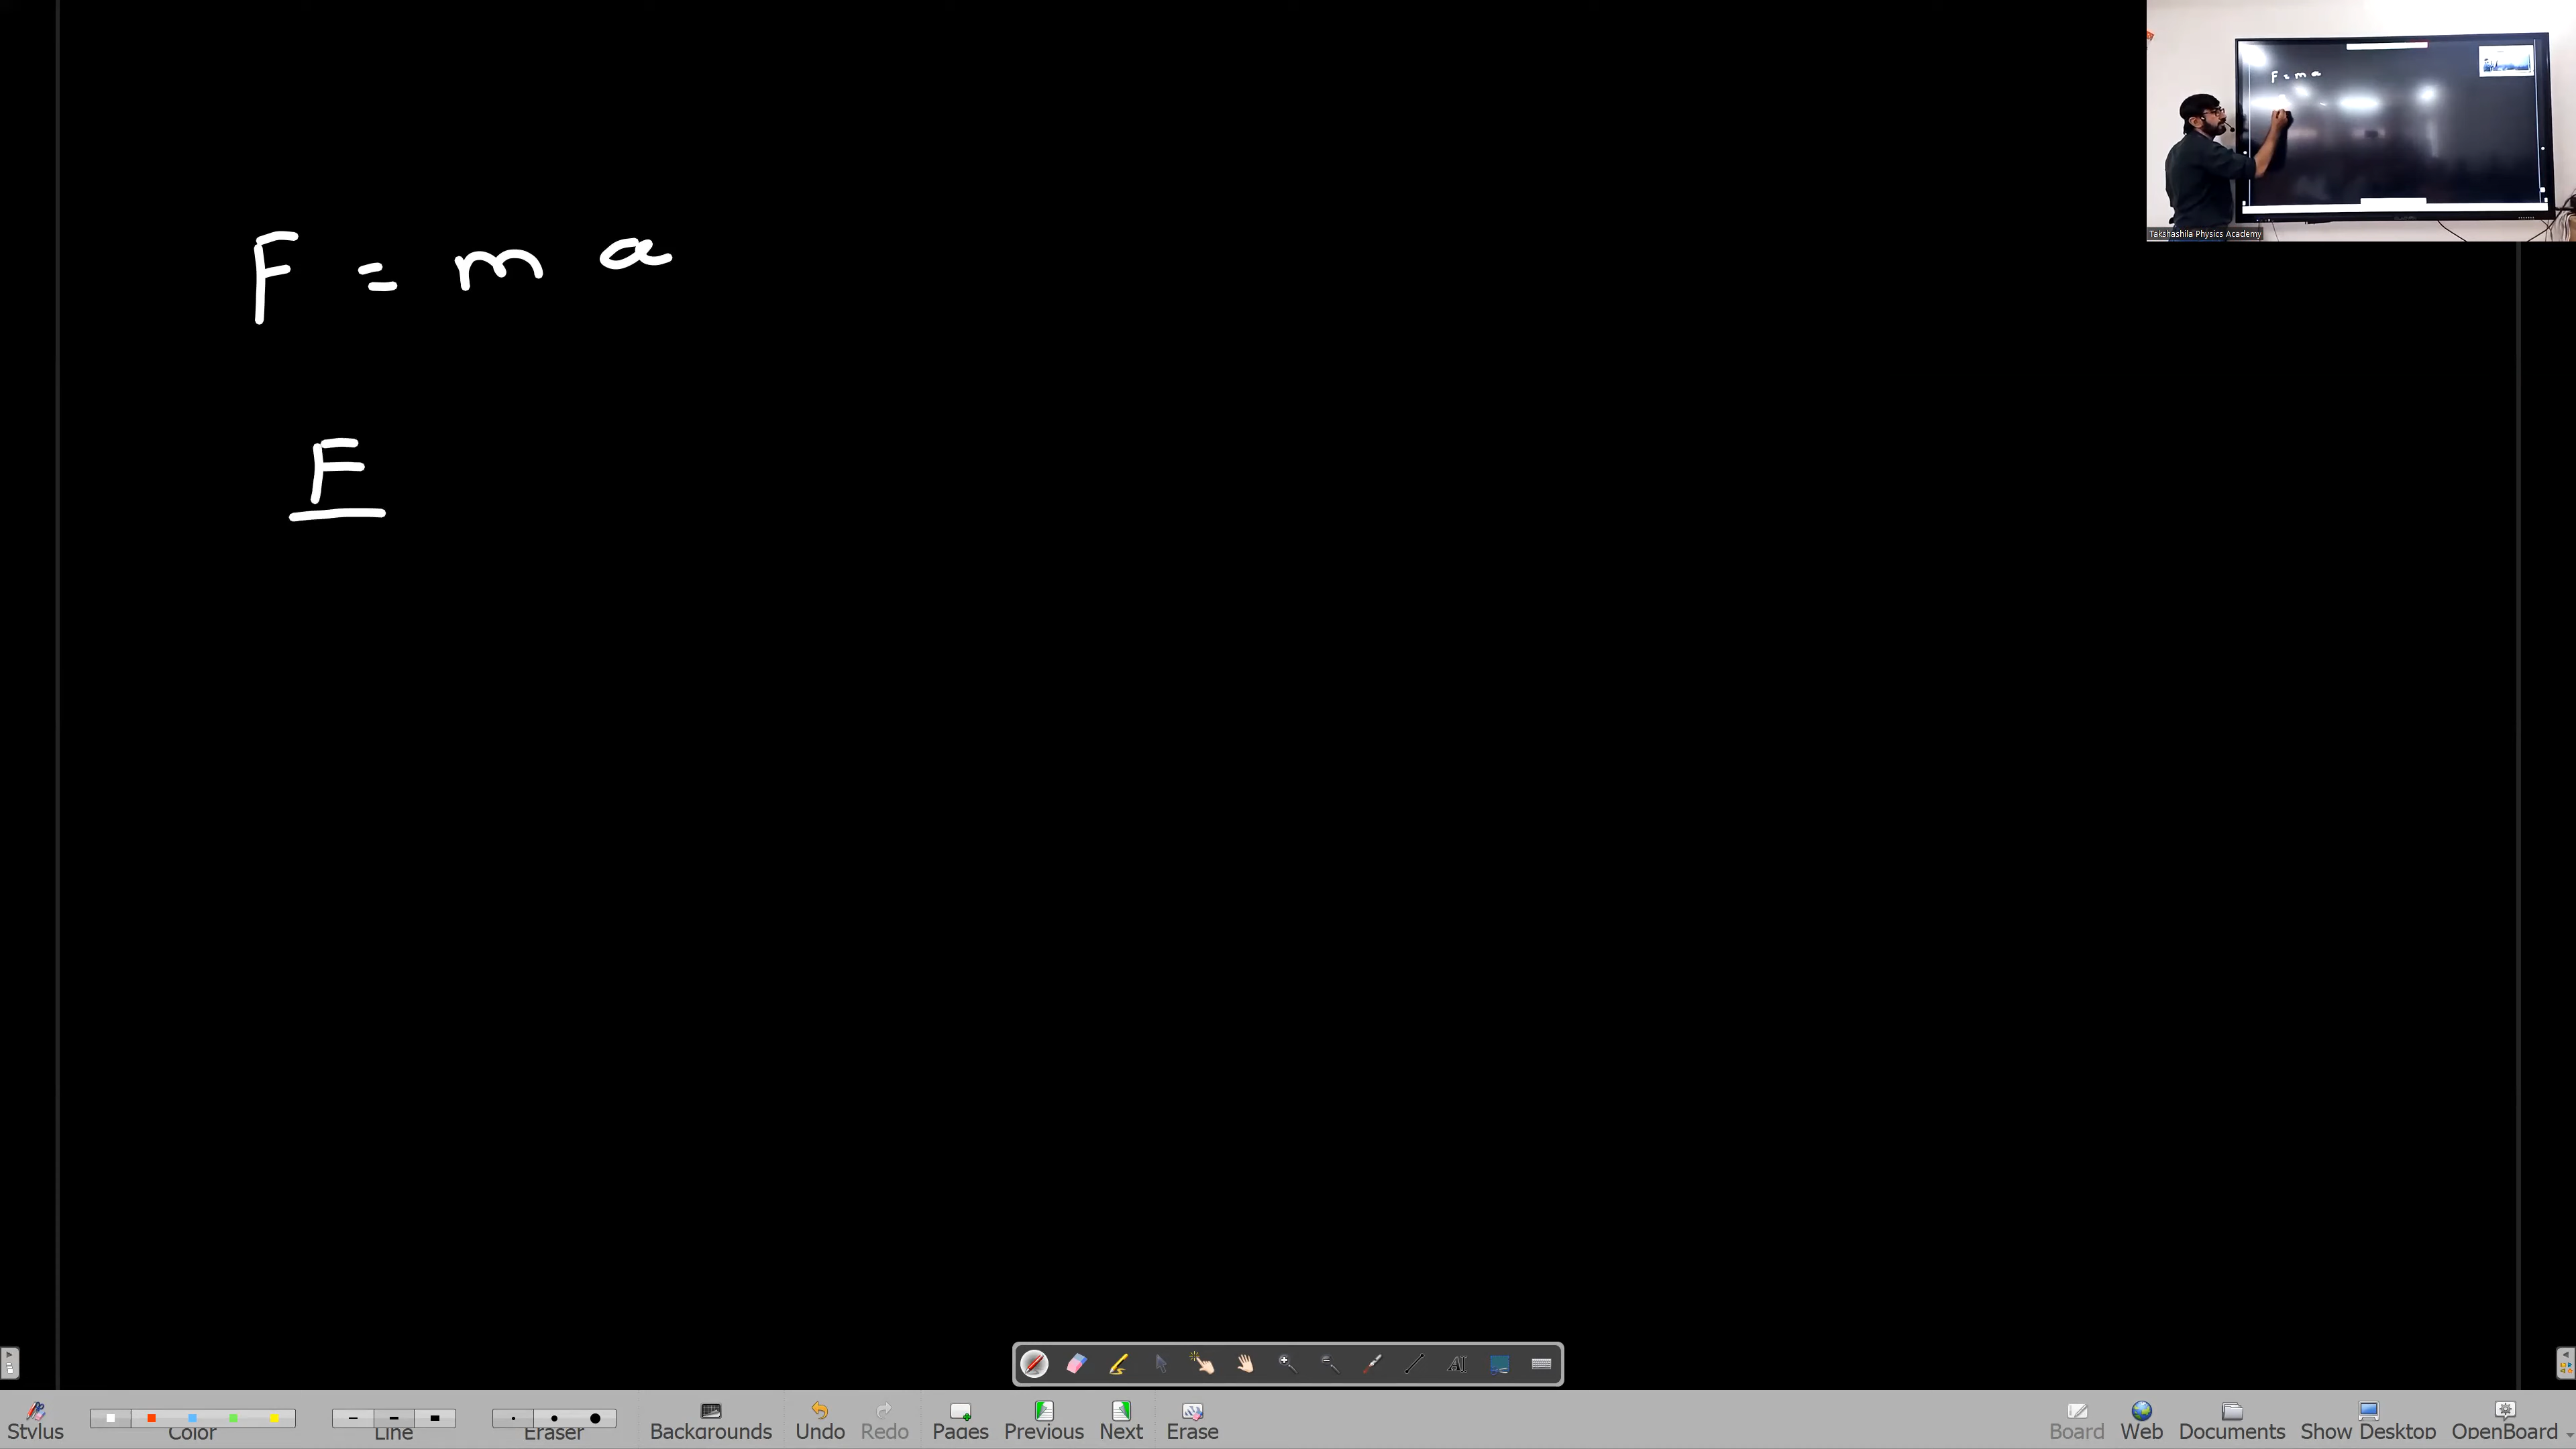 F = m a
F
F = m a
Takshashila Physics Academy
Stylus Color Line Eraser Backgrounds Undo Redo Pages Previous Next Erase Board Web Documents Show Desktop OpenBoard